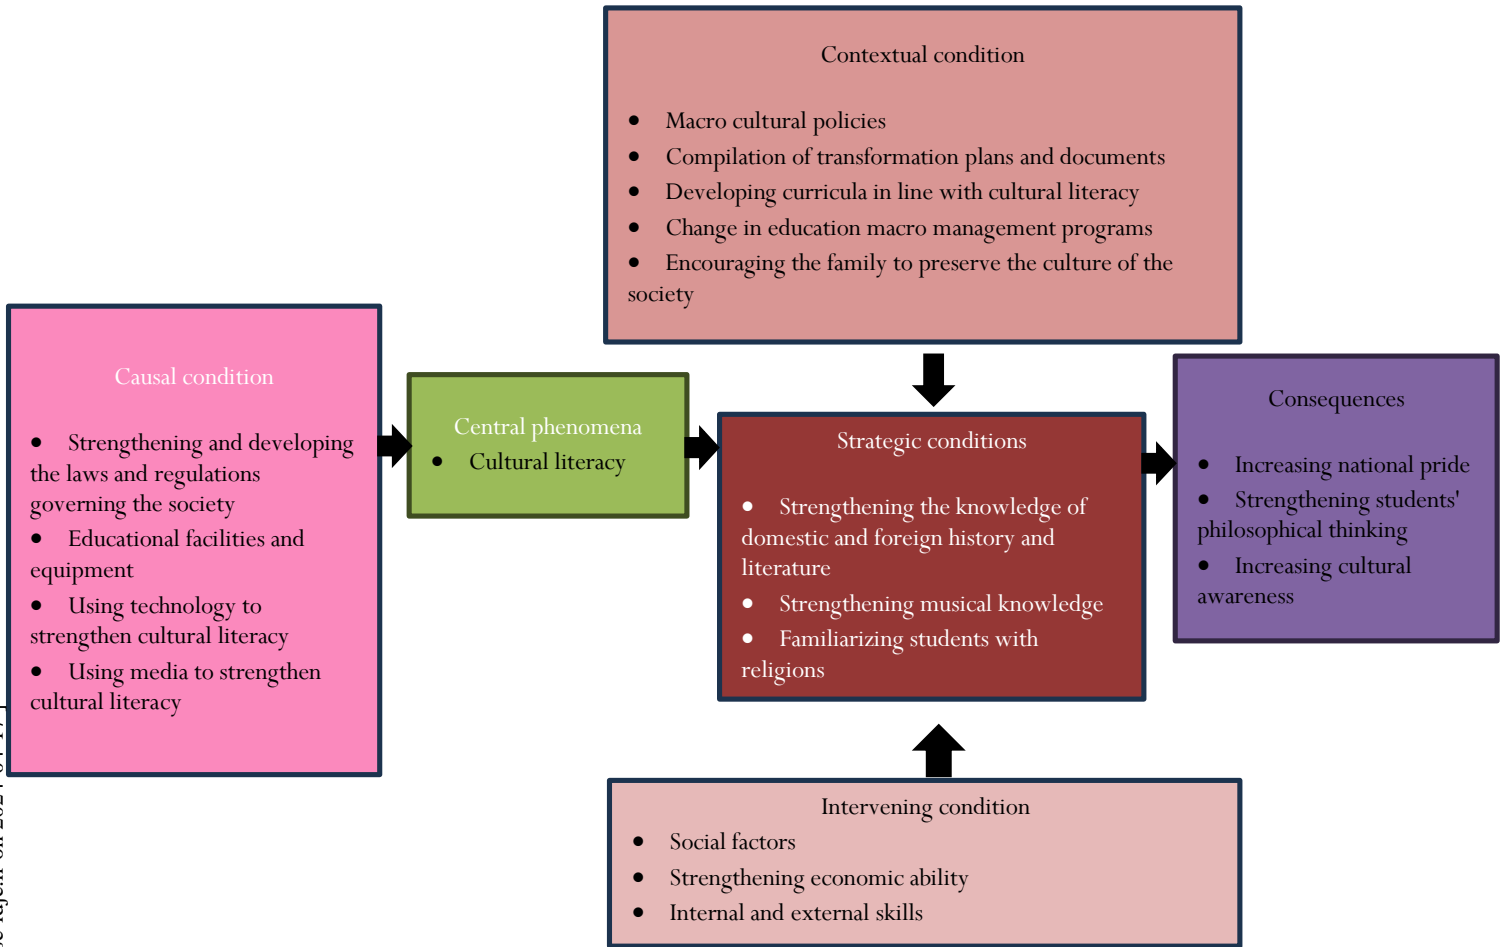 Contextual condition
• Macro cultural policies
• Compilation of transformation plans and documents
• Developing curricula in line with cultural literacy
• Change in education macro management programs
• Encouraging the family to preserve the culture of the
society
Causal condition
• Strengthening and developing
the laws and regulations
governing the society
• Educational facilities and
equipment
• Using technology to
strengthen cultural literacy
• Using media to strengthen
cultural literacy
Central phenomena
• Cultural literacy
Strategic conditions
• Strengthening the knowledge of
domestic and foreign history and
literature
• Strengthening musical knowledge
• Familiarizing students with
religions
Consequences
• Increasing national pride
• Strengthening students'
philosophical thinking
• Increasing cultural
awareness
Intervening condition
• Social factors
• Strengthening economic ability
• Internal and external skills